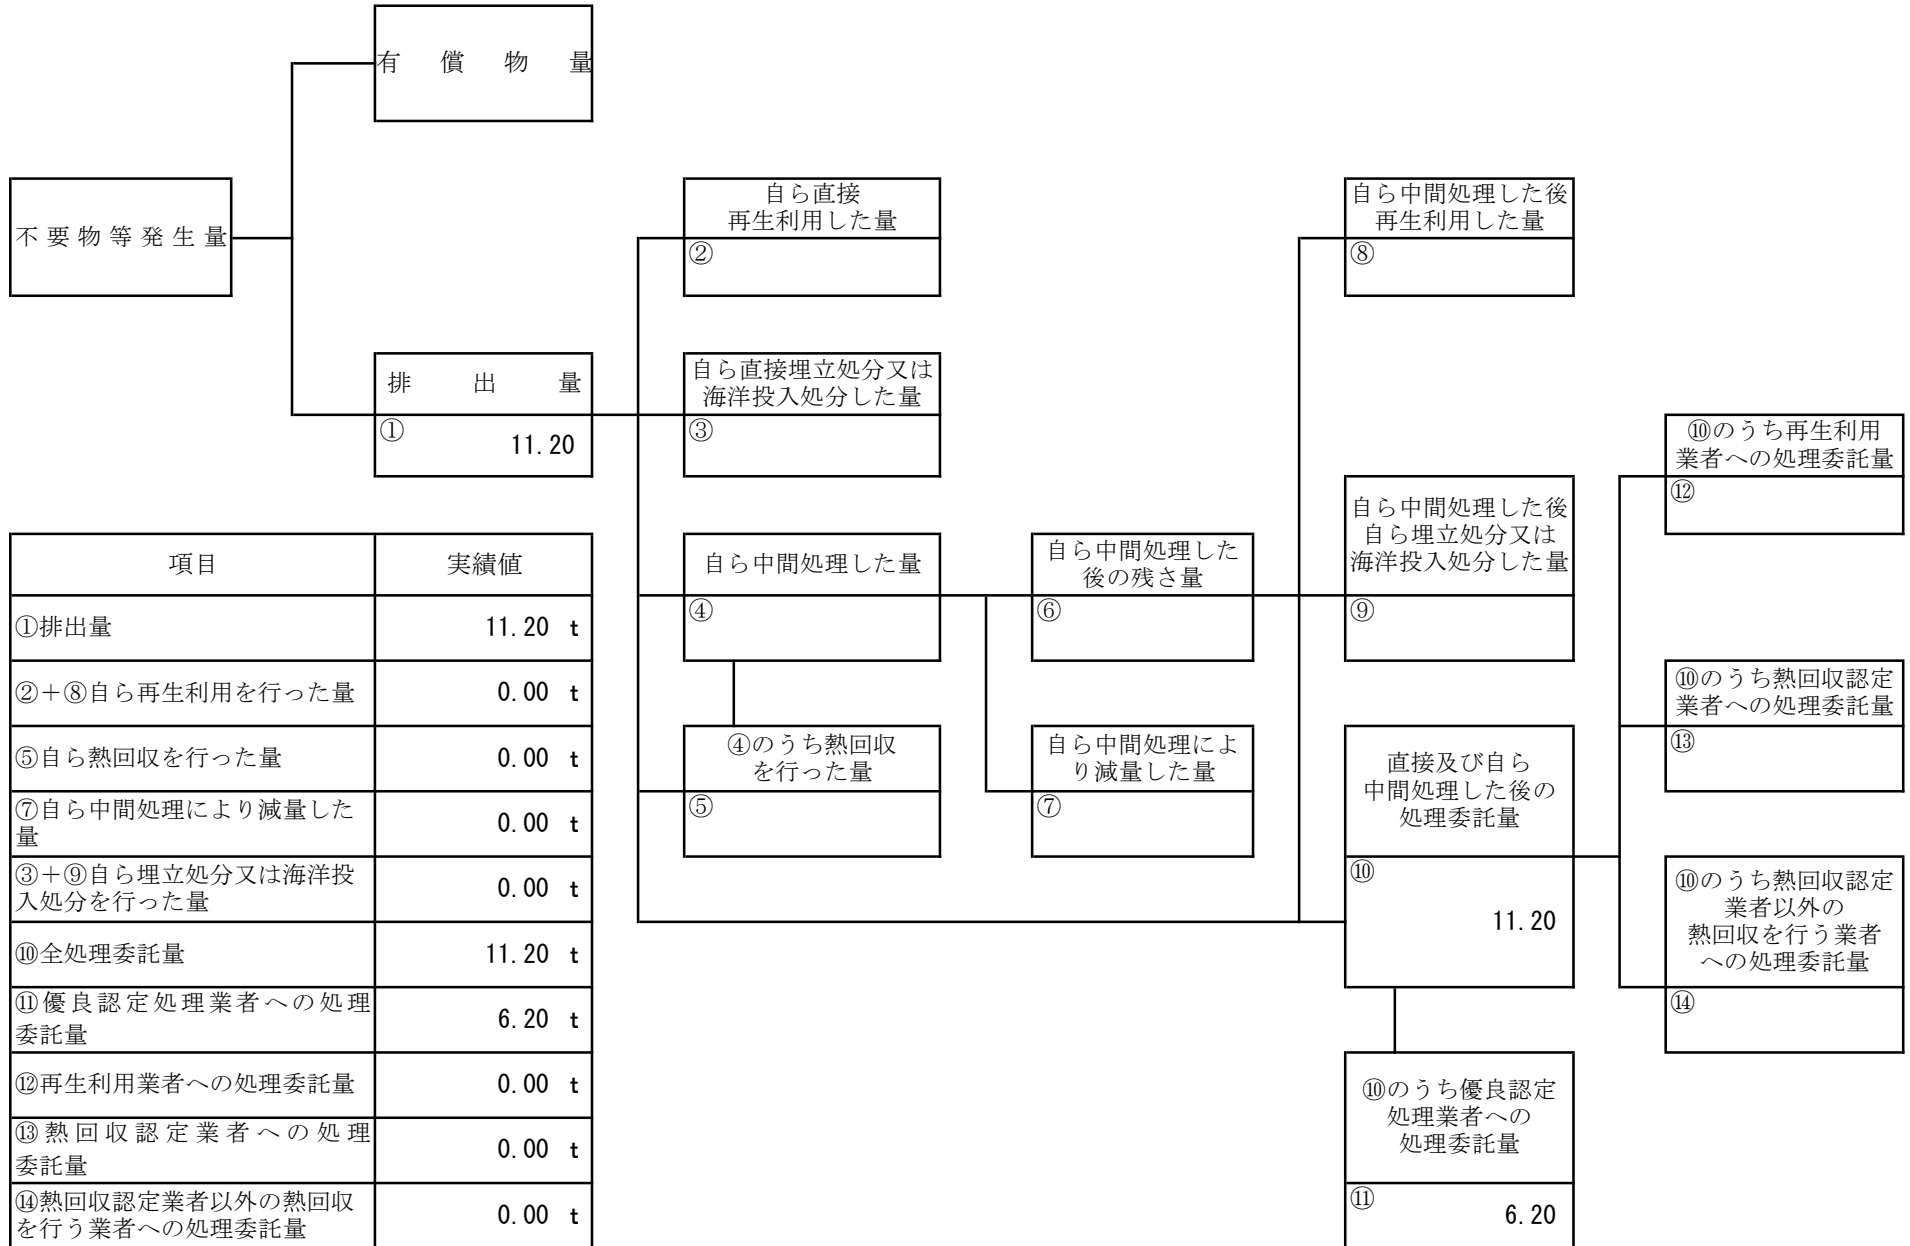 有償物量
不要物等発生量
排出量
①
11.20
自ら直接
再生利用した量
②
自ら直接埋立処分又は
海洋投入処分した量
③
自ら中間処理した量
④
④のうち熱回収
を行った量
⑤
自ら中間処理した
後の残さ量
⑥
自ら中間処理によ
り減量した量
⑦
自ら中間処理した後
再生利用した量
⑧
自ら中間処理した後
自ら埋立処分又は
海洋投入処分した量
⑨
直接及び自ら
中間処理した後の
処理委託量
⑩
11.20
⑩のうち優良認定
処理業者への
処理委託量
⑪
6.20
⑩のうち再生利用
業者への処理委託量
⑫
⑩のうち熱回収認定
業者への処理委託量
⑬
⑩のうち熱回収認定
業者以外の
熱回収を行う業者
への処理委託量
⑭
項目 実績値
①排出量 11.20 t
②＋⑧自ら再生利用を行った量 0.00 t
⑤自ら熱回収を行った量 0.00 t
⑦自ら中間処理により減量した
量 0.00 t
③＋⑨自ら埋立処分又は海洋投
入処分を行った量 0.00 t
⑩全処理委託量 11.20 t
⑪優良認定処理業者への処理
委託量 6.20 t
⑫再生利用業者への処理委託量 0.00 t
⑬熱回収認定業者への処理
委託量 0.00 t
⑭熱回収認定業者以外の熱回収
を行う業者への処理委託量 0.00 t